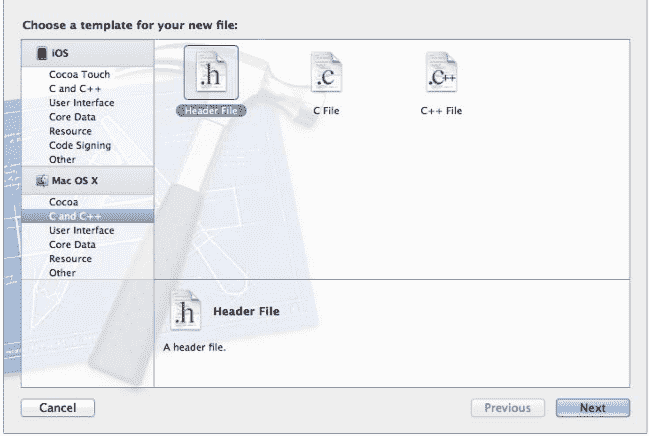 Choose a template for your new file:
iOS
Cocoa Touch
C and C++
User Interface
Core Data
Resource
Code Signing
Other
Mac OS X
Cocoa
C and C++
User Interface
Core Data
Resource
Other
.h
Header File
.c
C File
.C++
C++ File
.h
Header File
A header file.
Cancel
Previous
Next